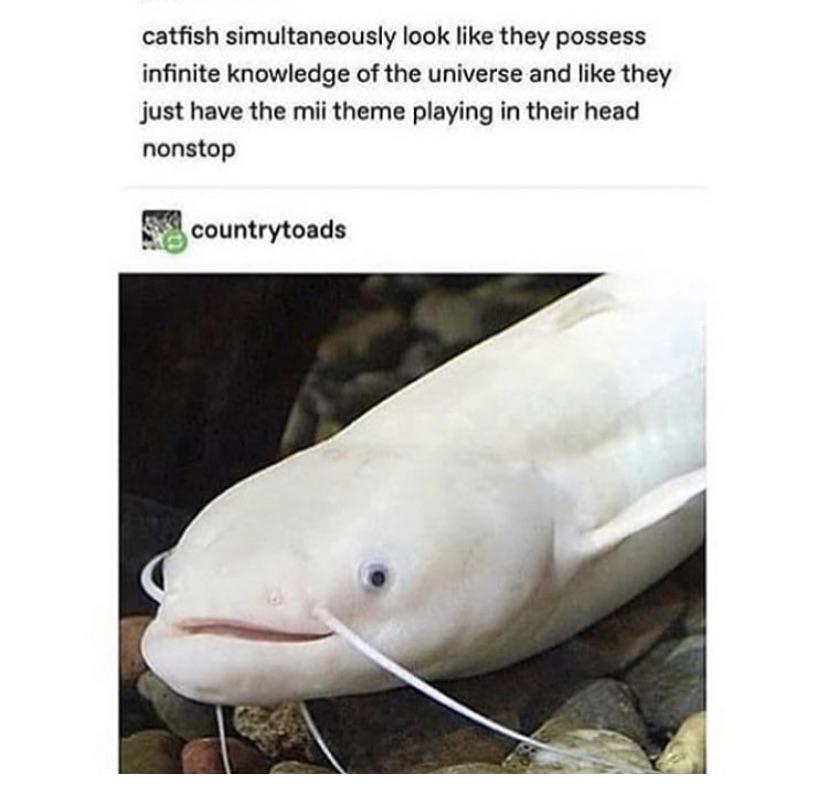 catfish simultaneously look like they possess
infinite knowledge of the universe and like they
just have the mii theme playing in their head
nonstop
countrytoads